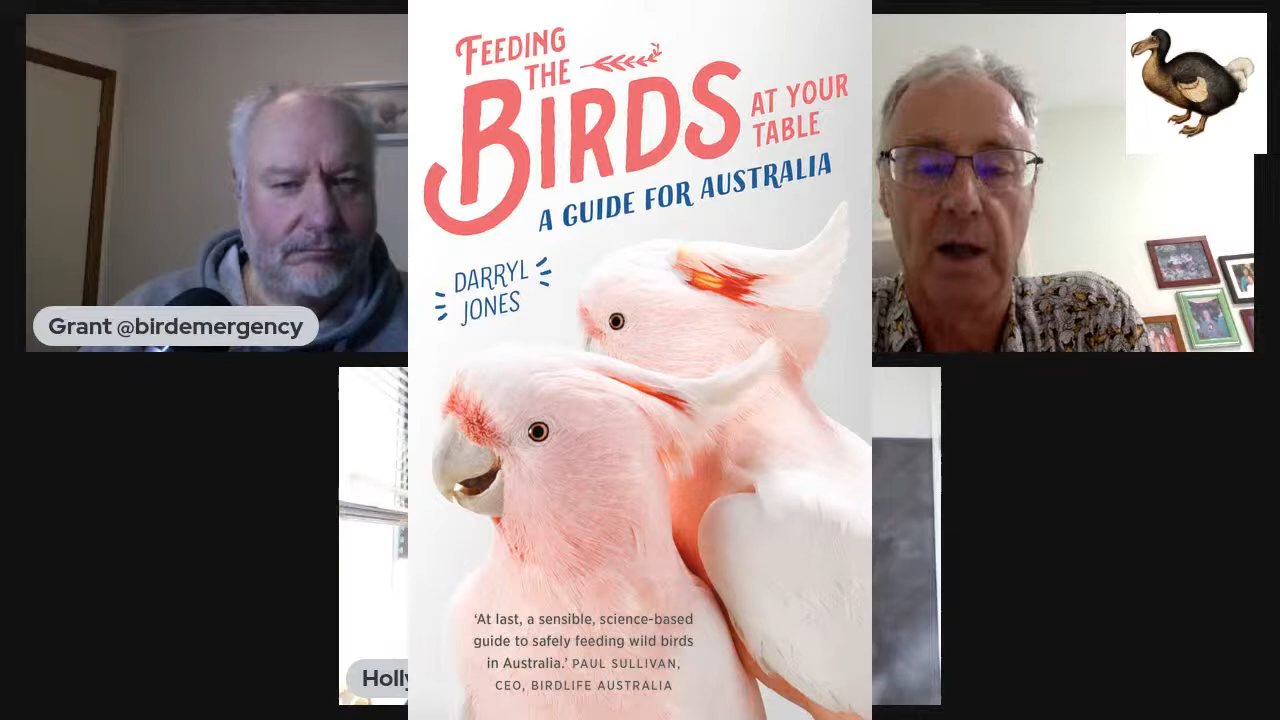 FEEDING
THE
BIRDS
AT YOUR
TABLE
A GUIDE FOR AUSTRALIA
DARRYL
JONES
Grant @birdemergency
'At last, a sensible, science-based
guide to safely feeding wild birds
in Australia.' PAUL SULLIVAN,
CEO, BIRDLIFE AUSTRALIA
Holly